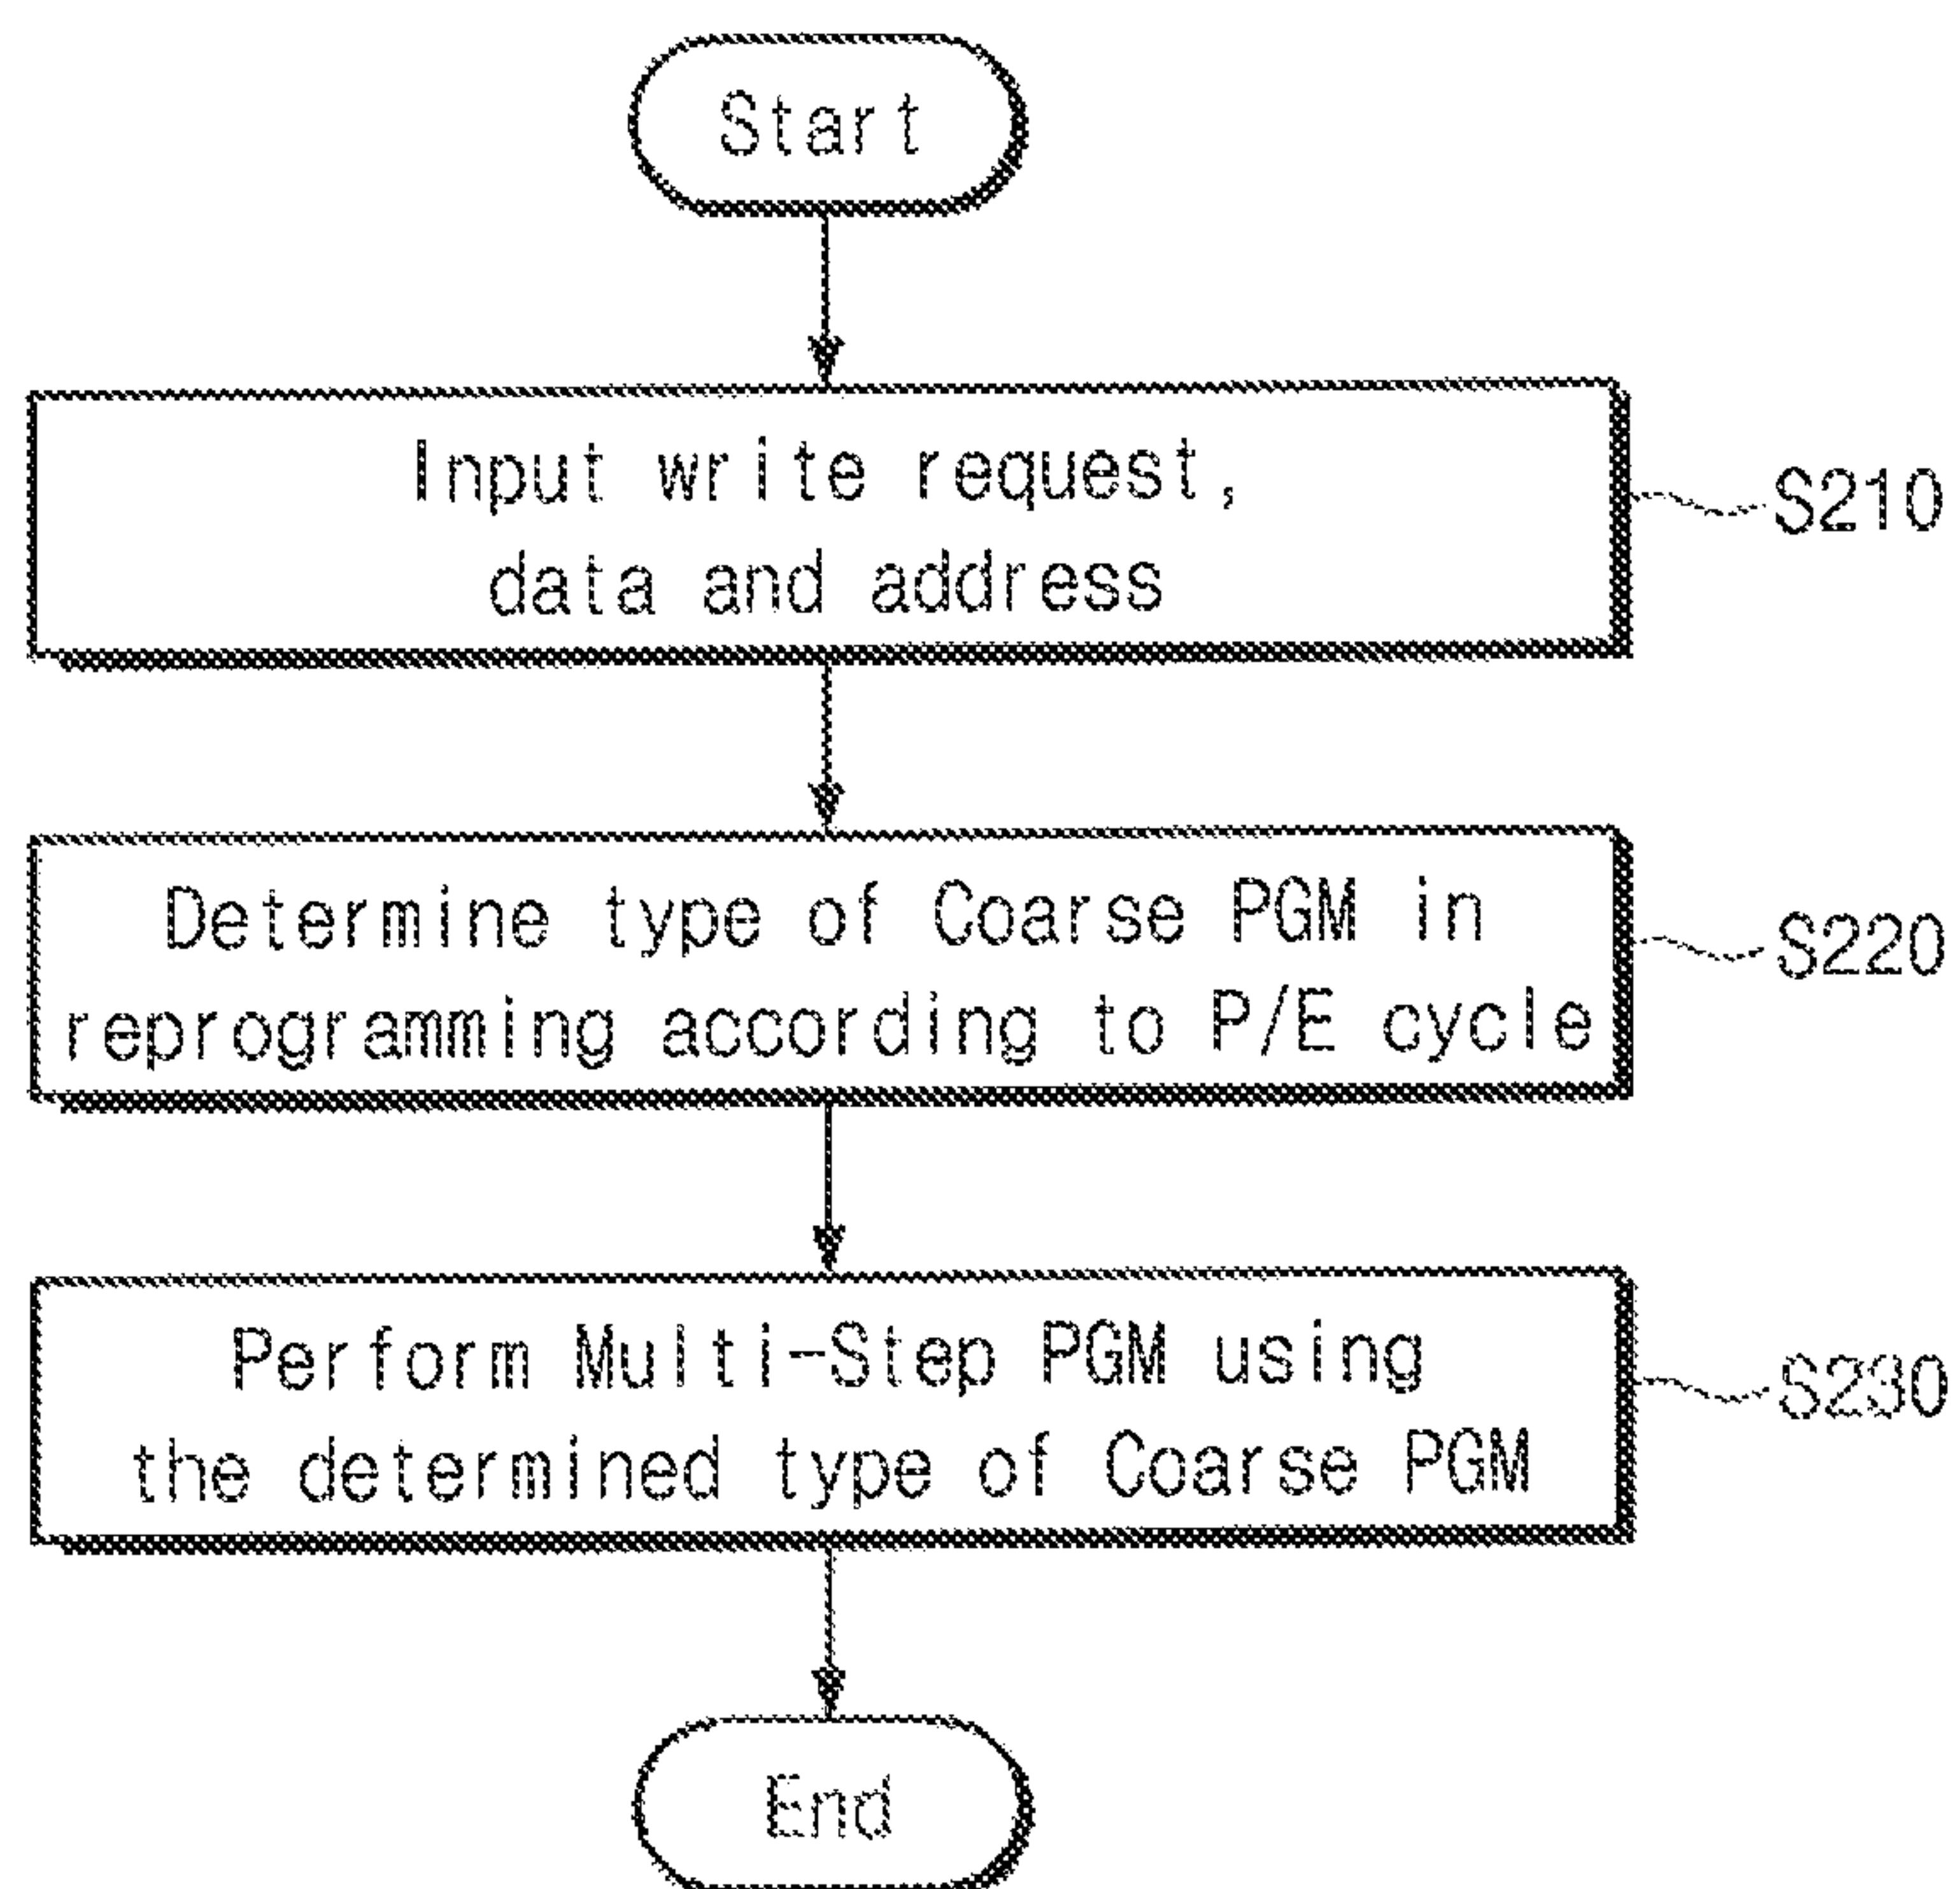 Start
Input write request,
data and address
S210
Determine type of Coarse PGM in
reprogramming according to P/E cycle
S220
Perform Multi-Step PGM using
the determined type of Coarse PGM
S230
End